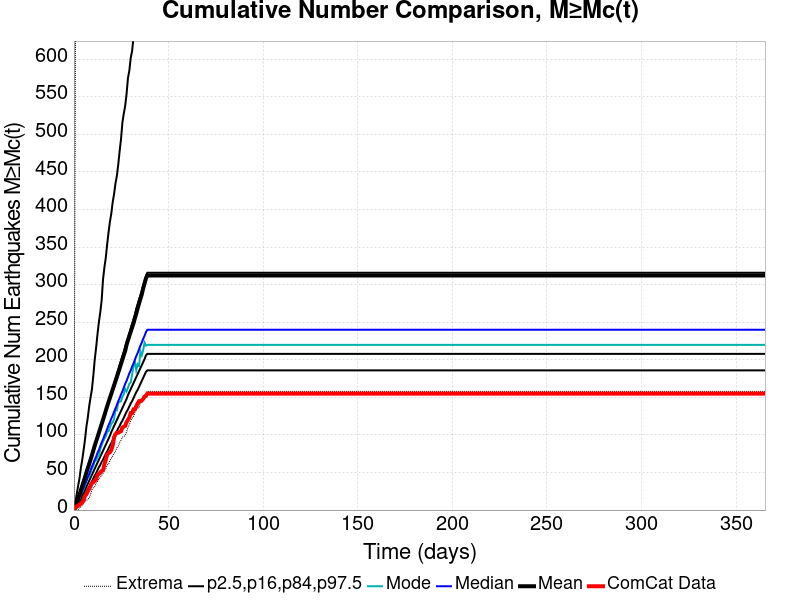 Cumulative Number Comparison, M≥Mc(t)
Cumulative Num Earthquakes M≥Mc(t)
600
550
500
450
400
350
300
250
200
150
100
50
0
0 50 100 150 200 250 300 350
Time (days)
Extrema p2.5,p16,p84,p97.5 Mode Median Mean ComCat Data